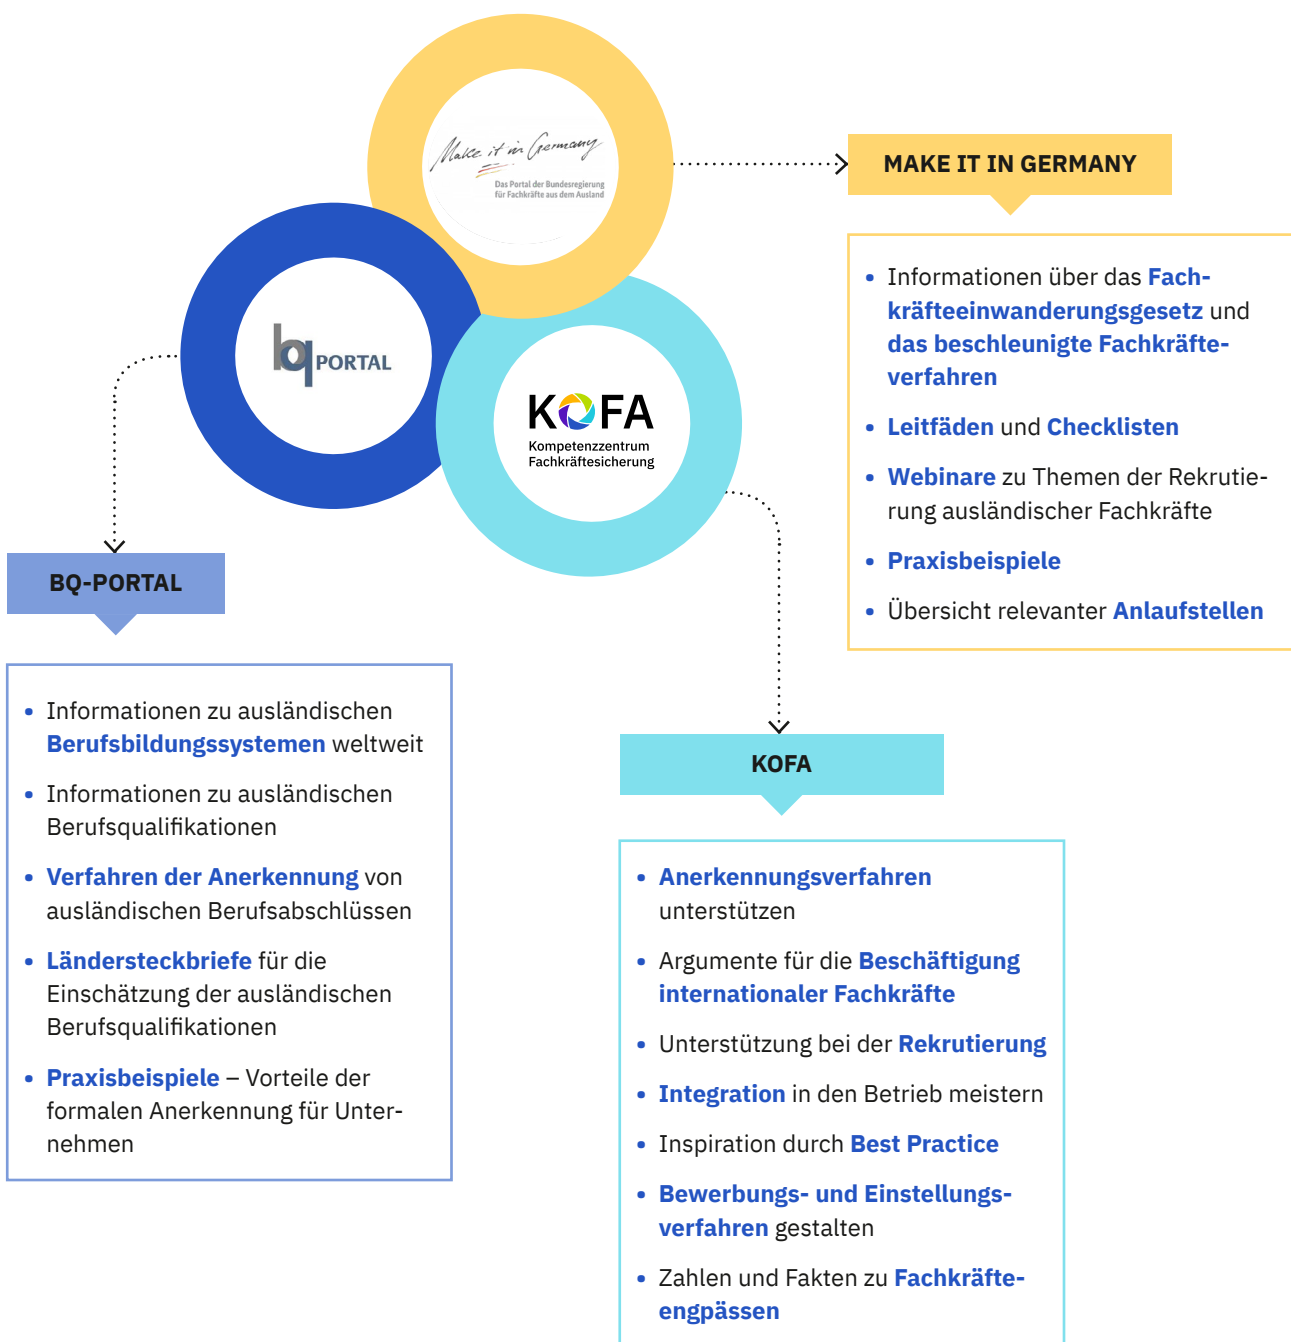 Make it in Germany
Das Portal der Bundesregierung
für Fachkräfte aus dem Ausland
bq PORTAL
KOFA
Kompetenzzentrum
Fachkräftesicherung
MAKE IT IN GERMANY
• Informationen über das Fach-
kräfteeinwanderungsgesetz und
das beschleunigte Fachkräfte-
verfahren
• Leitfäden und Checklisten
• Webinare zu Themen der Rekrutie-
rung ausländischer Fachkräfte
• Praxisbeispiele
• Übersicht relevanter Anlaufstellen
BQ-PORTAL
• Informationen zu ausländischen
Berufsbildungssystemen weltweit
• Informationen zu ausländischen
Berufsqualifikationen
• Verfahren der Anerkennung von
ausländischen Berufsabschlüssen
• Ländersteckbriefe für die
Einschätzung der ausländischen
Berufsqualifikationen
• Praxisbeispiele – Vorteile der
formalen Anerkennung für Unter-
nehmen
KOFA
• Anerkennungsverfahren
unterstützen
• Argumente für die Beschäftigung
internationaler Fachkräfte
• Unterstützung bei der Rekrutierung
• Integration in den Betrieb meistern
• Inspiration durch Best Practice
• Bewerbungs- und Einstellungs-
verfahren gestalten
• Zahlen und Fakten zu Fachkräfte-
engpässen